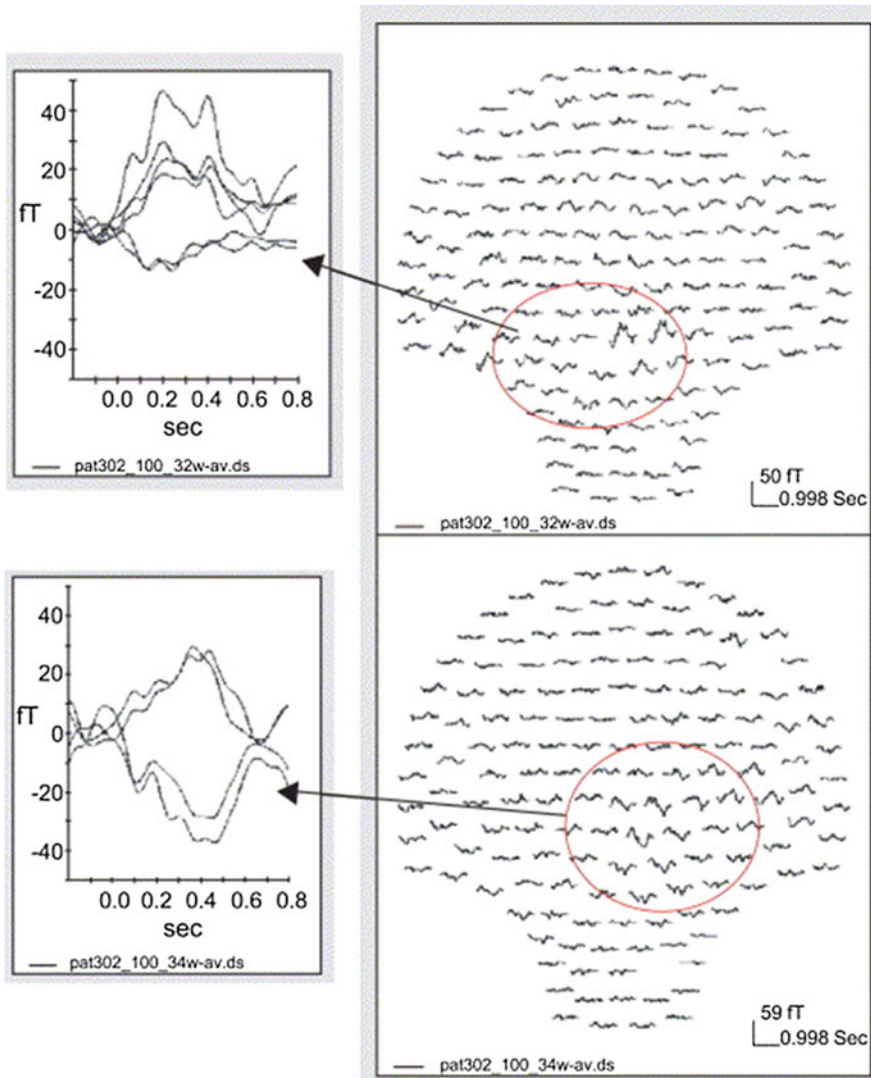 40
20
fT
0
-20
-40
0.0 0.2 0.4 0.6 0.8
sec
pat302_100_32w-av.ds
50 fT
0.998 Sec
pat302_100_32w-av.ds
40
20
fT
0
-20
-40
0.0 0.2 0.4 0.6 0.8
sec
pat302_100_34w-av.ds
59 fT
0.998 Sec
pat302_100_34w-av.ds